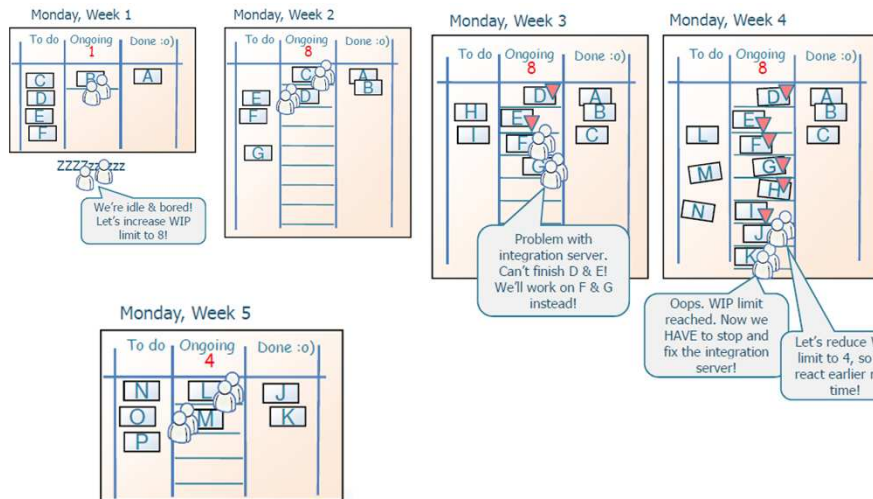 Monday, Week 1
To do Ongoing Done :o)
1
C B A
D
E
F
ZZZZzzzzzz
We're idle & bored!
Let's increase WIP
limit to 8!
Monday, Week 2
To do Ongoing Done :o)
8
C A
D B
E
F
G
Monday, Week 3
To do Ongoing Done :o)
8
D A
H E B
I F C
G
Problem with
integration server.
Can't finish D & E!
We'll work on F & G
instead!
Monday, Week 4
To do Ongoing Done :o)
8
D A
E B
L F C
M G
H
N I
J
K
Oops. WIP limit
reached. Now we
HAVE to stop and
fix the integration
server!
Let's reduce
limit to 4, so
react earlier
time!
Monday, Week 5
To do Ongoing Done :o)
4
N L J
O M K
P